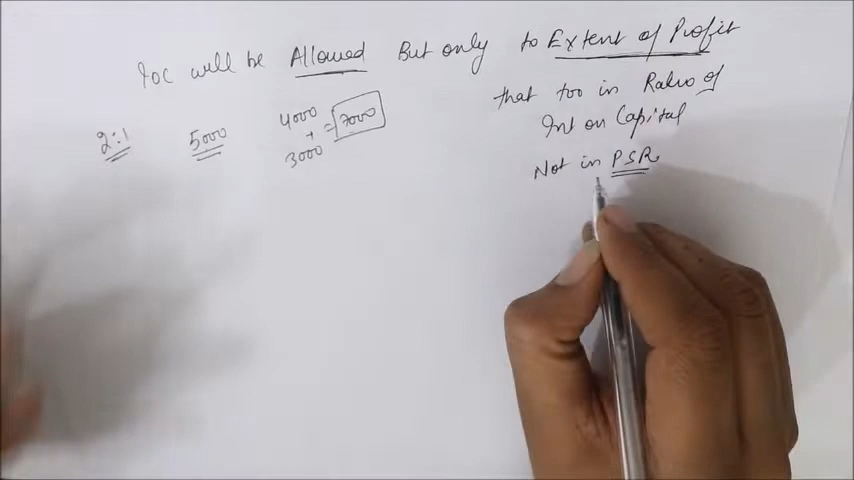 IOC will be Allowed But only to Extent of Profit
that too in Ratio of
Int on Capital
Not in PSR
2:1 5000 4000 + 3000 = 7000